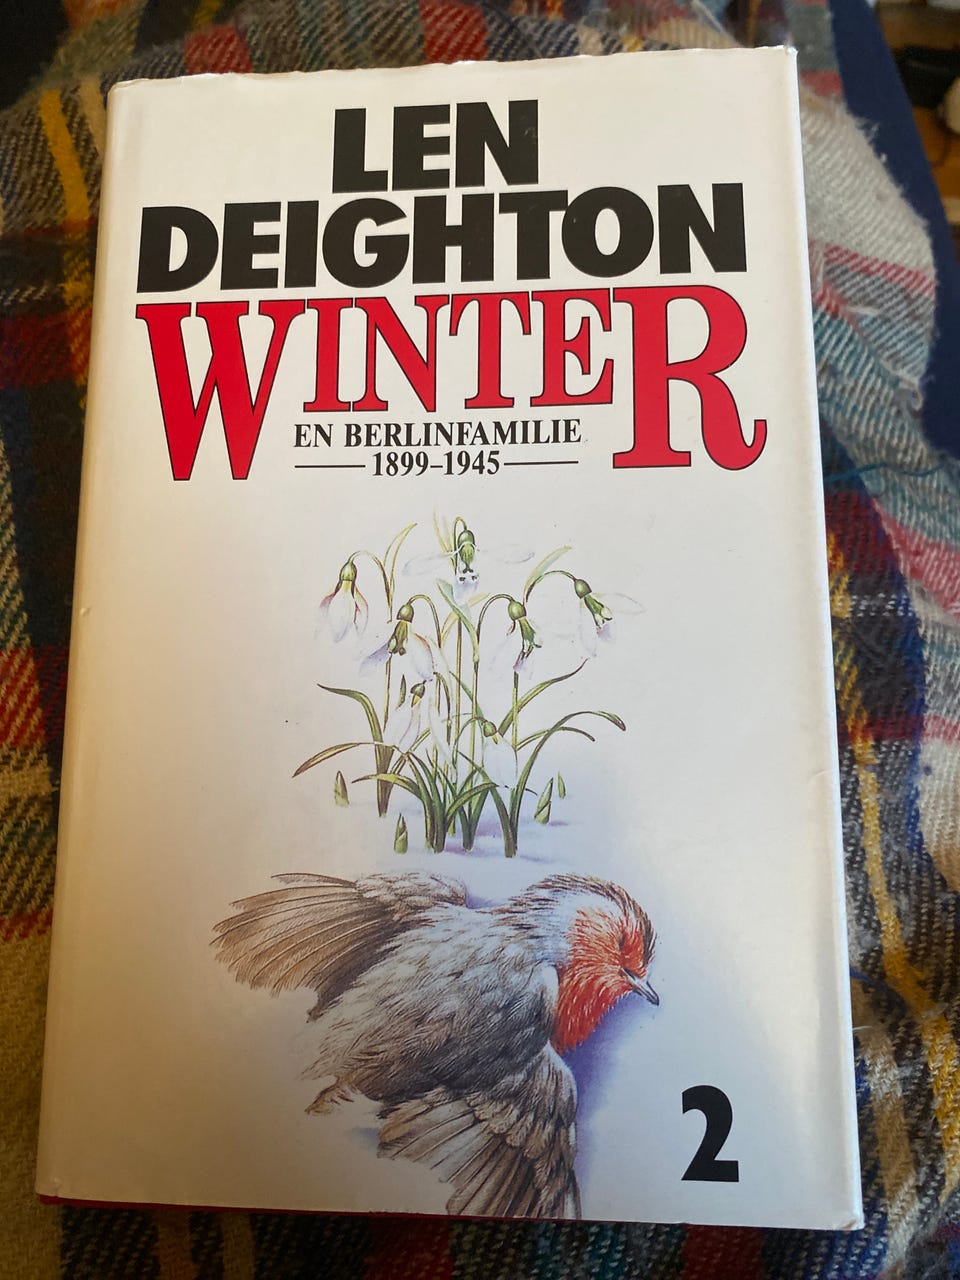 LEN
DEIGHTON
WINTER
EN BERLINFAMILIE
1899–1945
2